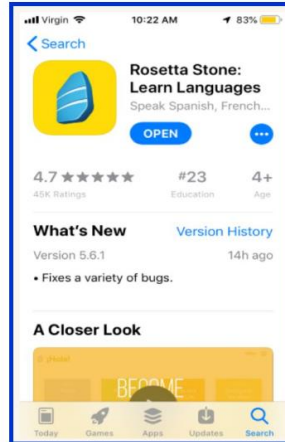 Virgin 10:22 AM 83%
Search
Rosetta Stone:
Learn Languages
Speak Spanish, French...
OPEN
4.7 #23 4+
45K Ratings Education Age
What's New Version History
Version 5.6.1 14h ago
• Fixes a variety of bugs.
A Closer Look
BECOME
Today Games Apps Updates Search